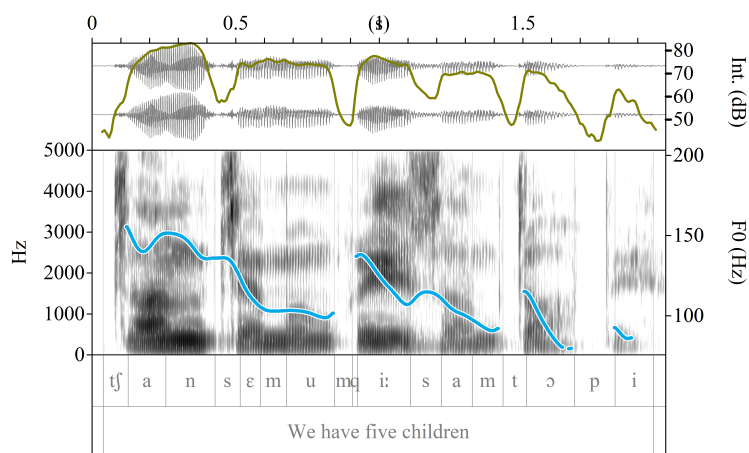 0 0.5 (s) 1 1.5
80
70
60
50
Int. (dB)
5000
4000
3000
2000
1000
0
Hz
200
150
100
F0 (Hz)
tʃ a n s ɛ m u m q iː s a m t ɔ p i
We have five children